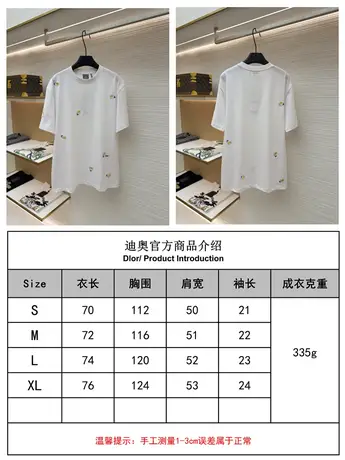 迪奥官方商品介绍
DIor/ Product Introduction
Size 衣长 胸围 肩宽 袖长 成衣克重
S 70 112 50 21
M 72 116 51 22
L 74 120 52 23
XL 76 124 53 24
335g
温馨提示：手工测量1-3cm误差属于正常